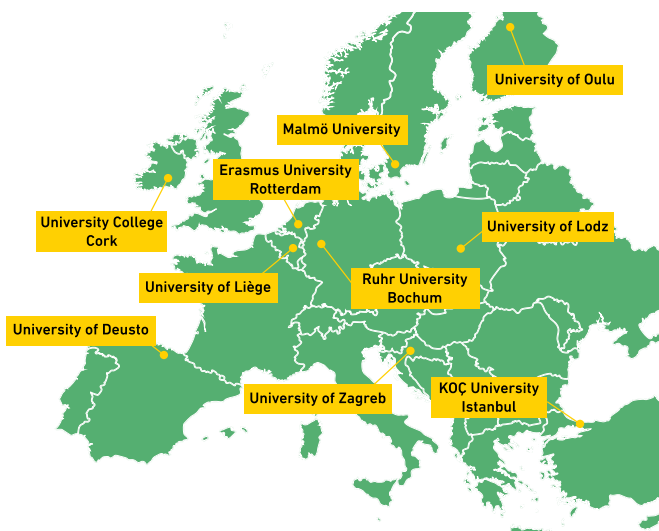 University of Oulu
Malmö University
Erasmus University
Rotterdam
University College
Cork
University of Lodz
University of Liège
Ruhr University
Bochum
University of Deusto
University of Zagreb
KOÇ University
Istanbul